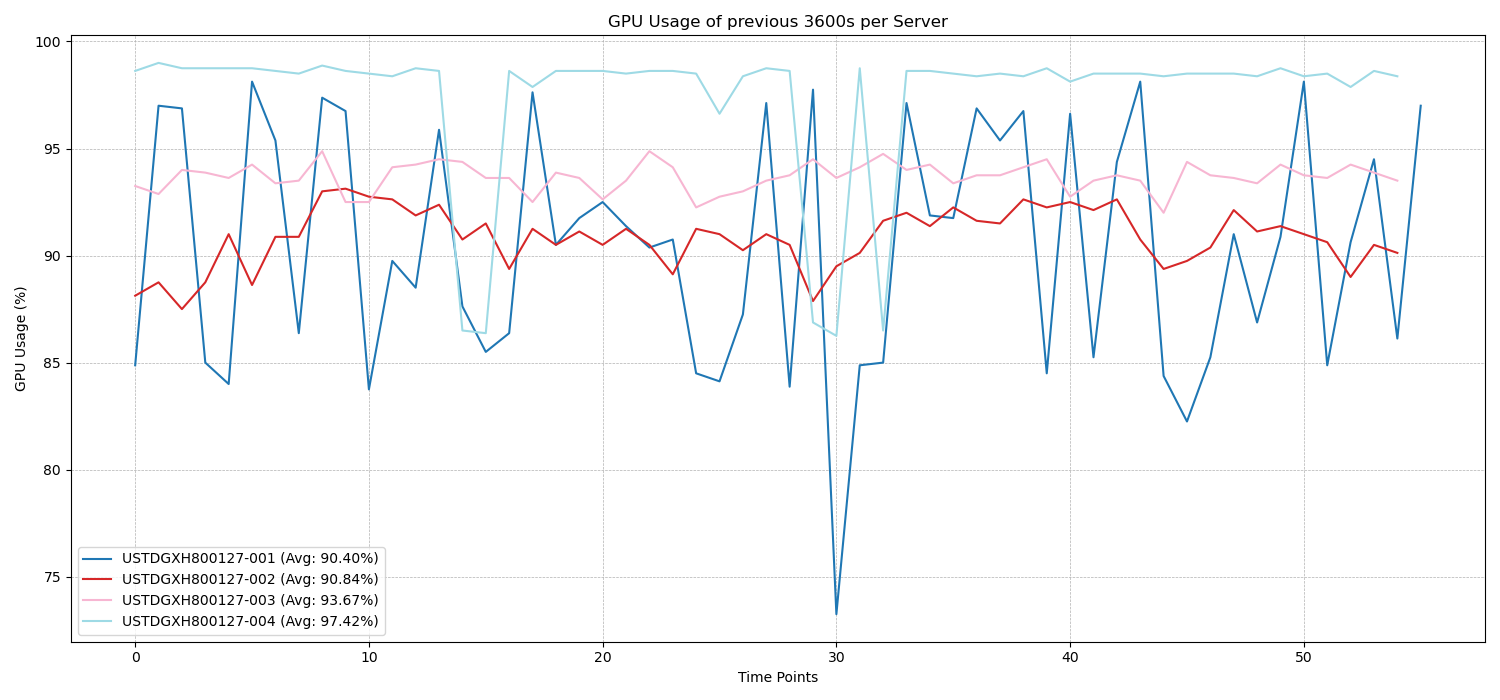 GPU Usage of previous 3600s per Server
100
95
90
85
80
75
GPU Usage (%)
USTDGXH800127-001 (Avg: 90.40%)
USTDGXH800127-002 (Avg: 90.84%)
USTDGXH800127-003 (Avg: 93.67%)
USTDGXH800127-004 (Avg: 97.42%)
0 10 20 30 40 50
Time Points